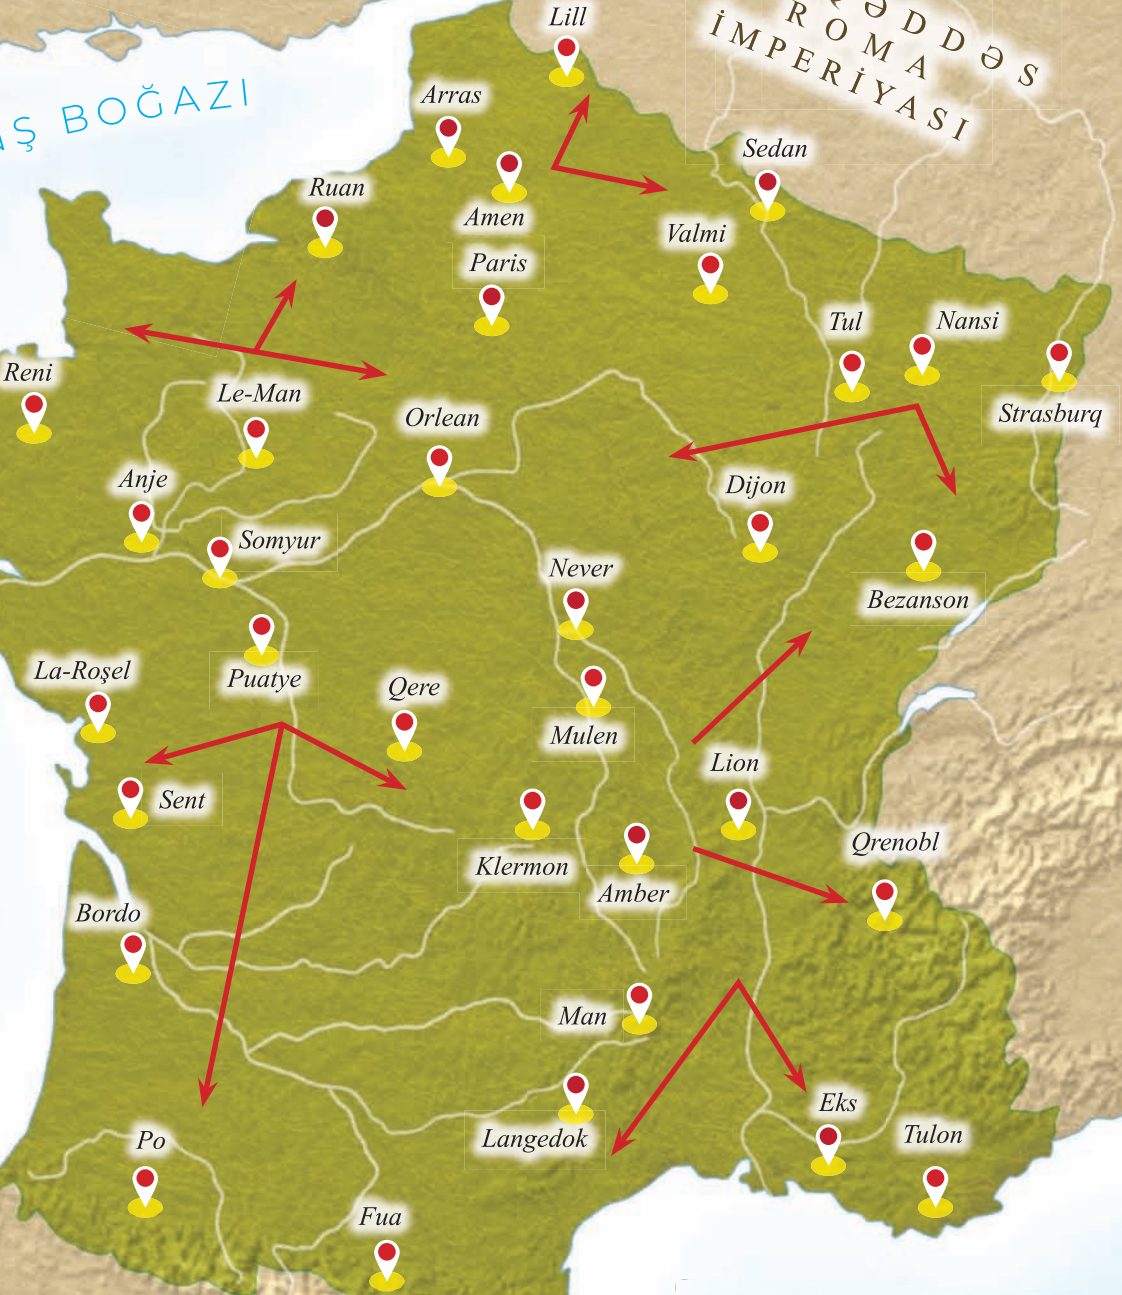 Lill
QƏDDƏS
ROMA
İMPERİYASI
BOĞAZI
Arras
Sedan
Ruan
Amen
Valmi
Paris
Tul
Nansi
Reni
Le-Man
Orlean
Strasburq
Anje
Dijon
Somyur
Never
Bezanson
La-Roşel
Puatye
Qere
Mulen
Lion
Sent
Qrenobl
Klermon
Amber
Bordo
Man
Eks
Langedok
Tulon
Po
Fua